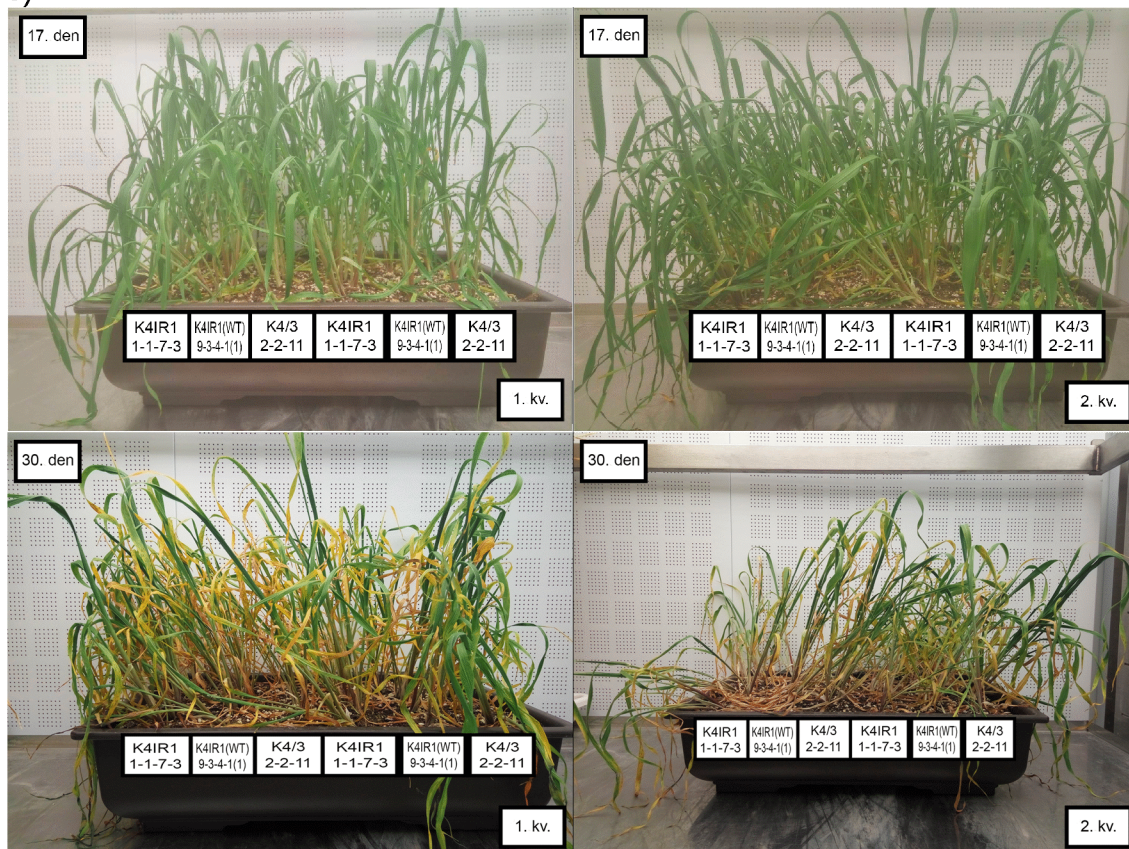 17. den
K4IR1 K4IR1(WT) K4/3 K4IR1 K4IR1(WT) K4/3
1-1-7-3 9-3-4-1(1) 2-2-11 1-1-7-3 9-3-4-1(1) 2-2-11
1. kv.
17. den
K4IR1 K4IR1(WT) K4/3 K4IR1 K4IR1(WT) K4/3
1-1-7-3 9-3-4-1(1) 2-2-11 1-1-7-3 9-3-4-1(1) 2-2-11
2. kv.
30. den
K4IR1 K4IR1(WT) K4/3 K4IR1 K4IR1(WT) K4/3
1-1-7-3 9-3-4-1(1) 2-2-11 1-1-7-3 9-3-4-1(1) 2-2-11
1. kv.
30. den
K4IR1 K4IR1(WT) K4/3 K4IR1 K4IR1(WT) K4/3
1-1-7-3 9-3-4-1(1) 2-2-11 1-1-7-3 9-3-4-1(1) 2-2-11
2. kv.